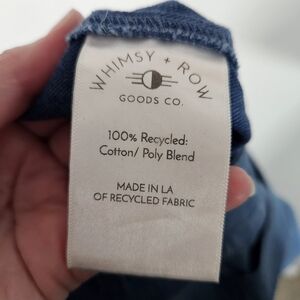 WHIMSY + ROW
GOODS CO.
100% Recycled:
Cotton/ Poly Blend
MADE IN LA
OF RECYCLED FABRIC